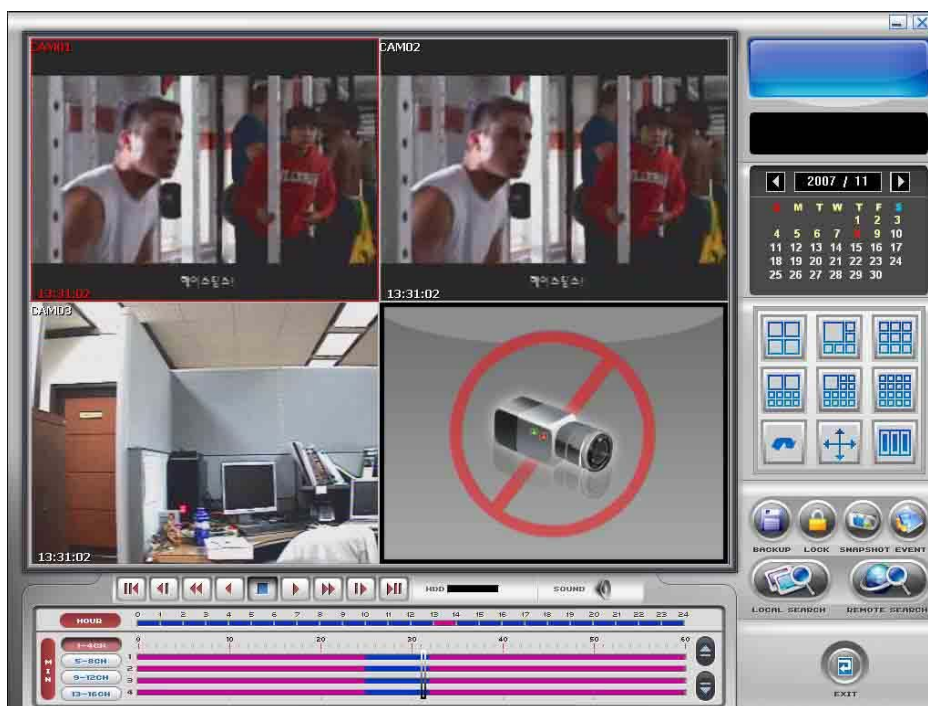 CAM01
CAM02
헤이스팅스!
헤이스팅스!
13:31:02
13:31:02
CAM03
13:31:02
2007 / 11
S M T W T F S
1 2 3
4 5 6 7 8 9 10
11 12 13 14 15 16 17
18 19 20 21 22 23 24
25 26 27 28 29 30
BACKUP LOCK SNAPSHOT EVENT
LOCAL SEARCH REMOTE SEARCH
EXIT
HDD
SOUND
HOUR
0 1 2 3 4 5 6 7 8 9 10 11 12 13 14 15 16 17 18 19 20 21 22 23 24
MIN
0 10 20 30 40 50 60
1-4CH
5-8CH
9-12CH
13-16CH
1
2
3
4